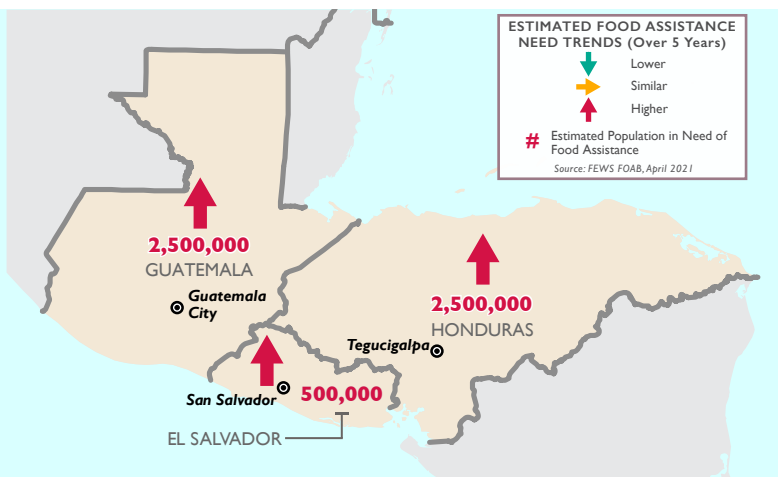 ESTIMATED FOOD ASSISTANCE
NEED TRENDS (Over 5 Years)
Lower
Similar
Higher
# Estimated Population in Need of
Food Assistance
Source: FEWS FOAB, April 2021
2,500,000
GUATEMALA
Guatemala
City
2,500,000
HONDURAS
Tegucigalpa
San Salvador
500,000
EL SALVADOR